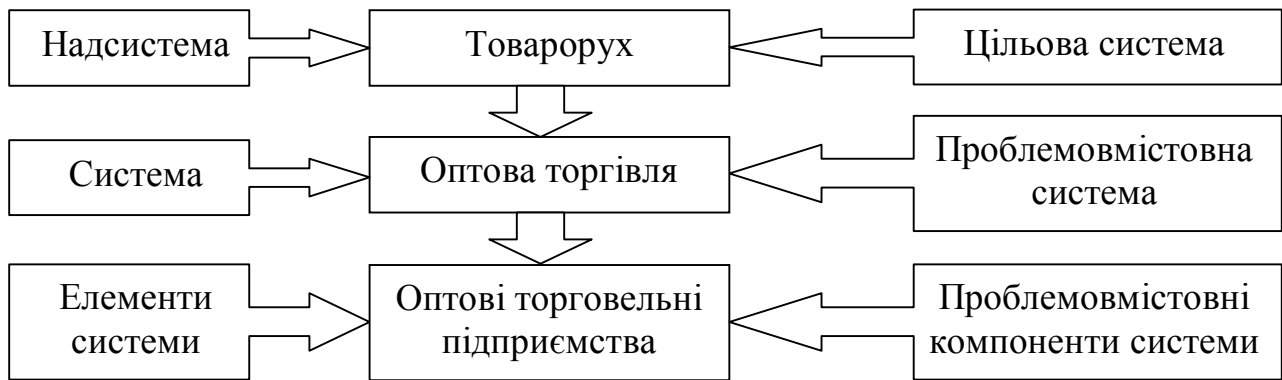 Надсистема
Товарорух
Цільова система
Система
Оптова торгівля
Проблемовмістовна
система
Елементи
системи
Оптові торговельні
підприємства
Проблемовмістовні
компоненти системи